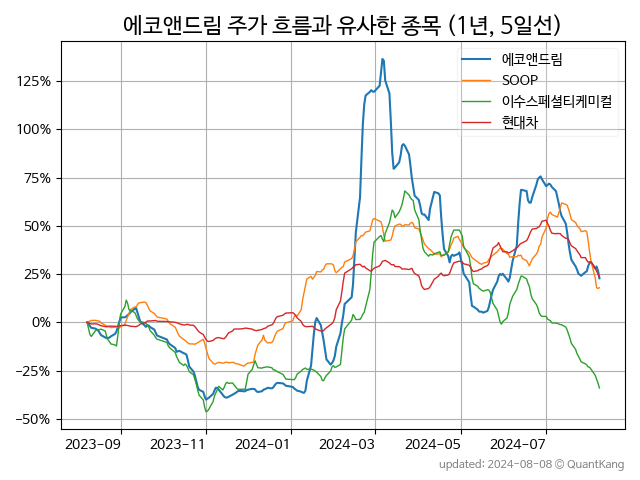 에코앤드림 주가 흐름과 유사한 종목 (1년, 5일선)
에코앤드림
SOOP
이수스페셜티케미컬
현대차
125%
100%
75%
50%
25%
0%
−25%
−50%
2023-09 2023-11 2024-01 2024-03 2024-05 2024-07
updated: 2024-08-08 © QuantKang